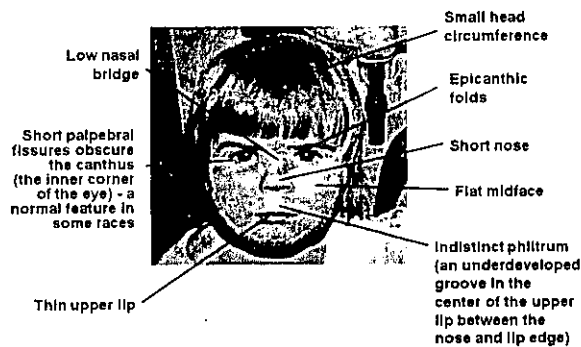 Small head
circumference
Low nasal
bridge
Epicanthic
folds
Short palpebral
fissures obscure
the canthus
(the inner corner
of the eye) - a
normal feature in
some races
Short nose
Flat midface
Thin upper lip
Indistinct philtrum
(an underdeveloped
groove in the
center of the upper
lip between the
nose and lip edge)